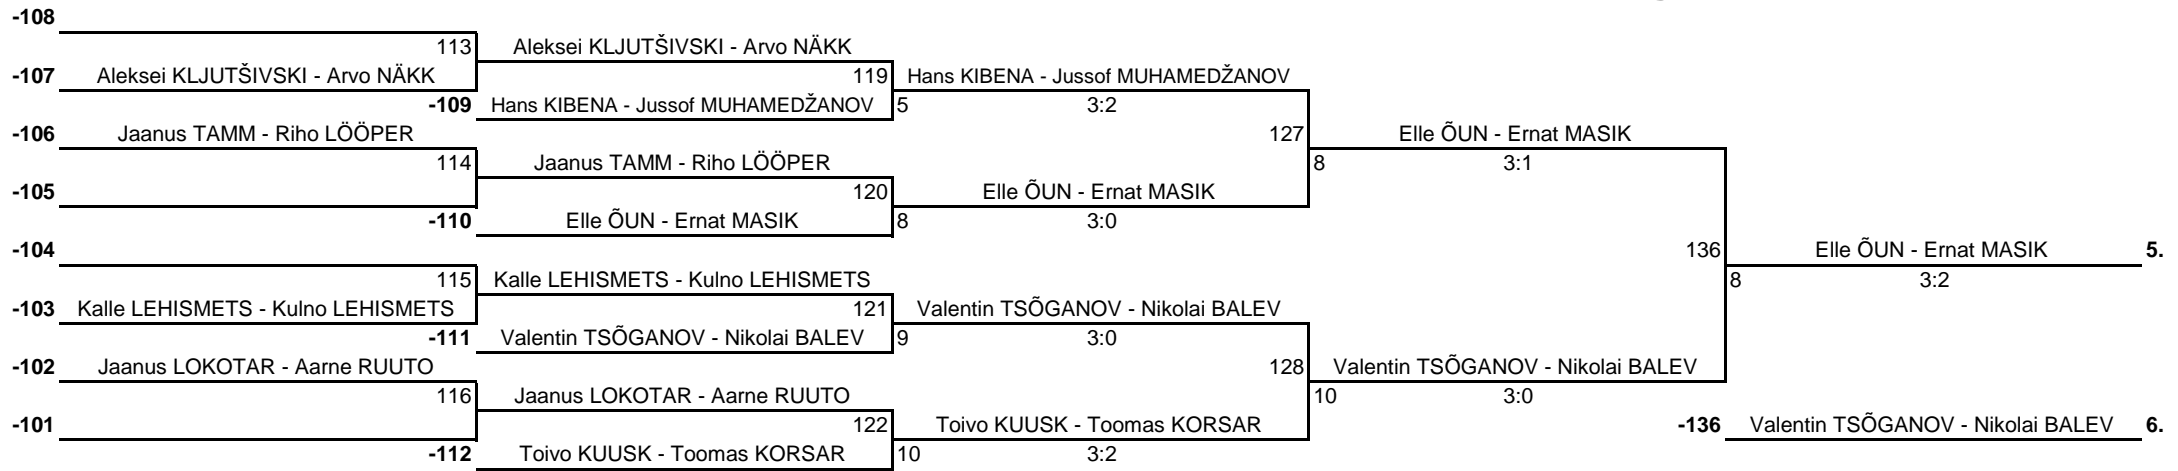 -108
113 Aleksei KLJUTŠIVSKI - Arvo NÄKK
-107 Aleksei KLJUTŠIVSKI - Arvo NÄKK 119 Hans KIBENA - Jussof MUHAMEDŽANOV
-109 Hans KIBENA - Jussof MUHAMEDŽANOV 5 3:2
-106 Jaanus TAMM - Riho LÖÖPER 127 Elle ÕUN - Ernat MASIK
114 Jaanus TAMM - Riho LÖÖPER 8 3:1
-105 120 Elle ÕUN - Ernat MASIK
-110 Elle ÕUN - Ernat MASIK 8 3:0
-104 136 Elle ÕUN - Ernat MASIK 5.
115 Kalle LEHISMETS - Kulno LEHISMETS 8 3:2
-103 Kalle LEHISMETS - Kulno LEHISMETS 121 Valentin TSÕGANOV - Nikolai BALEV
-111 Valentin TSÕGANOV - Nikolai BALEV 9 3:0
-102 Jaanus LOKOTAR - Aarne RUUTO 128 Valentin TSÕGANOV - Nikolai BALEV
116 Jaanus LOKOTAR - Aarne RUUTO 10 3:0
-101 122 Toivo KUUSK - Toomas KORSAR -136 Valentin TSÕGANOV - Nikolai BALEV 6.
-112 Toivo KUUSK - Toomas KORSAR 10 3:2